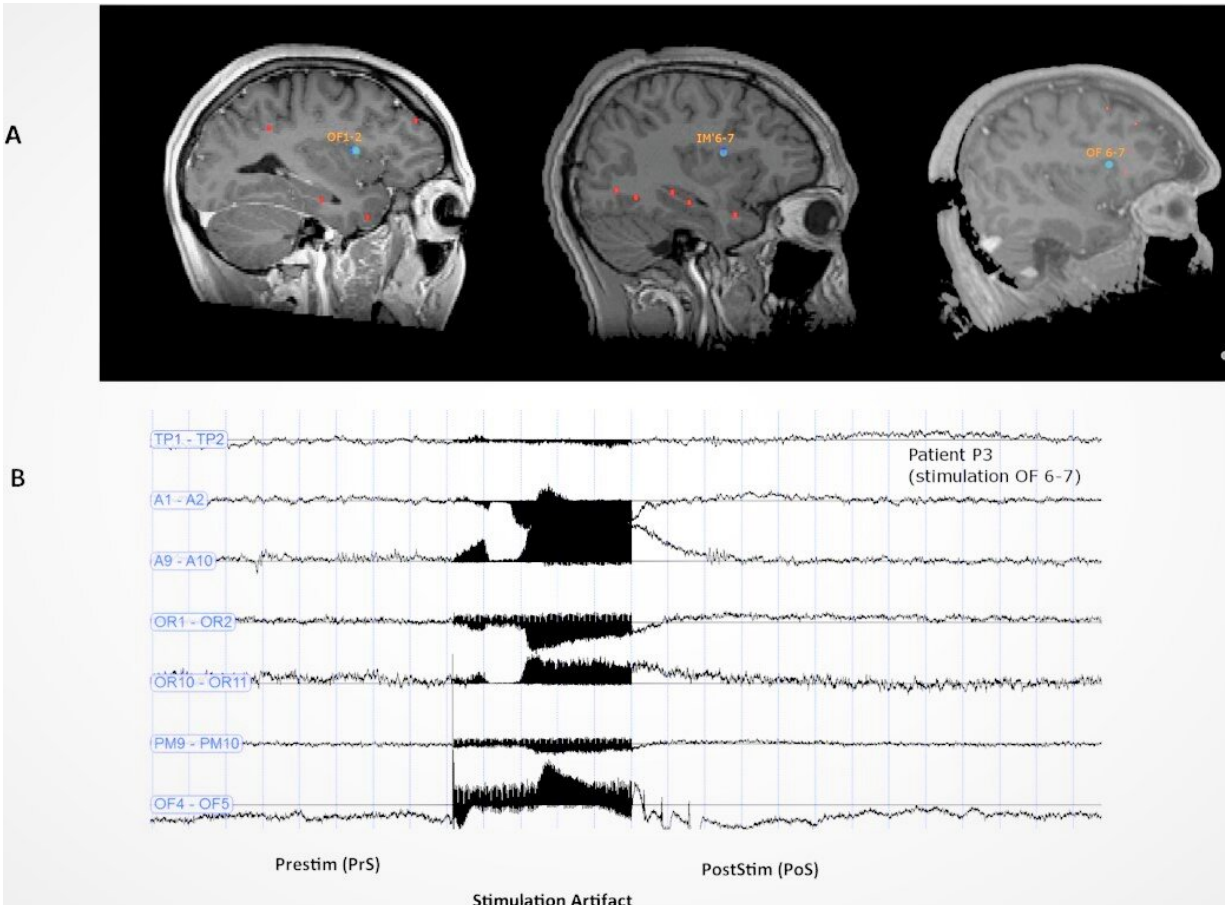 A
OF1-2
IM'6-7
OF 6-7
B
TP1 - TP2
Patient P3
(stimulation OF 6-7)
A1 - A2
A9 - A10
OR1 - OR2
OR10 - OR11
PM9 - PM10
OF4 - OF5
Prestim (PrS)
PostStim (PoS)
Stimulation Artifact